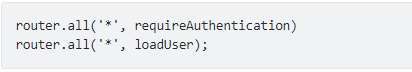 router.all('*', requireAuthentication)
router.all('*', loadUser);